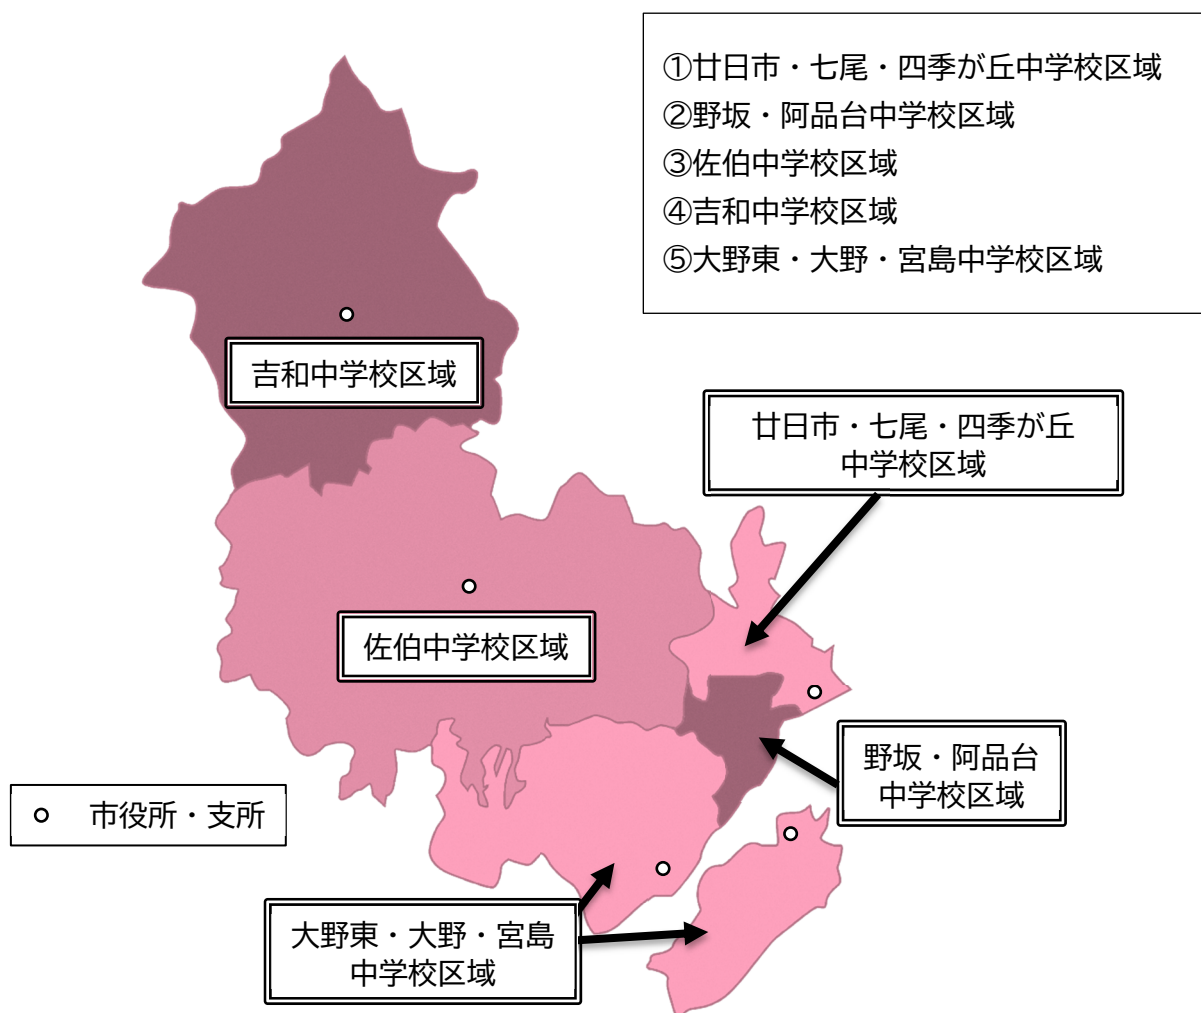 ①廿日市・七尾・四季が丘中学校区域
②野坂・阿品台中学校区域
③佐伯中学校区域
④吉和中学校区域
⑤大野東・大野・宮島中学校区域
吉和中学校区域
廿日市・七尾・四季が丘
中学校区域
佐伯中学校区域
野坂・阿品台
中学校区域
市役所・支所
大野東・大野・宮島
中学校区域